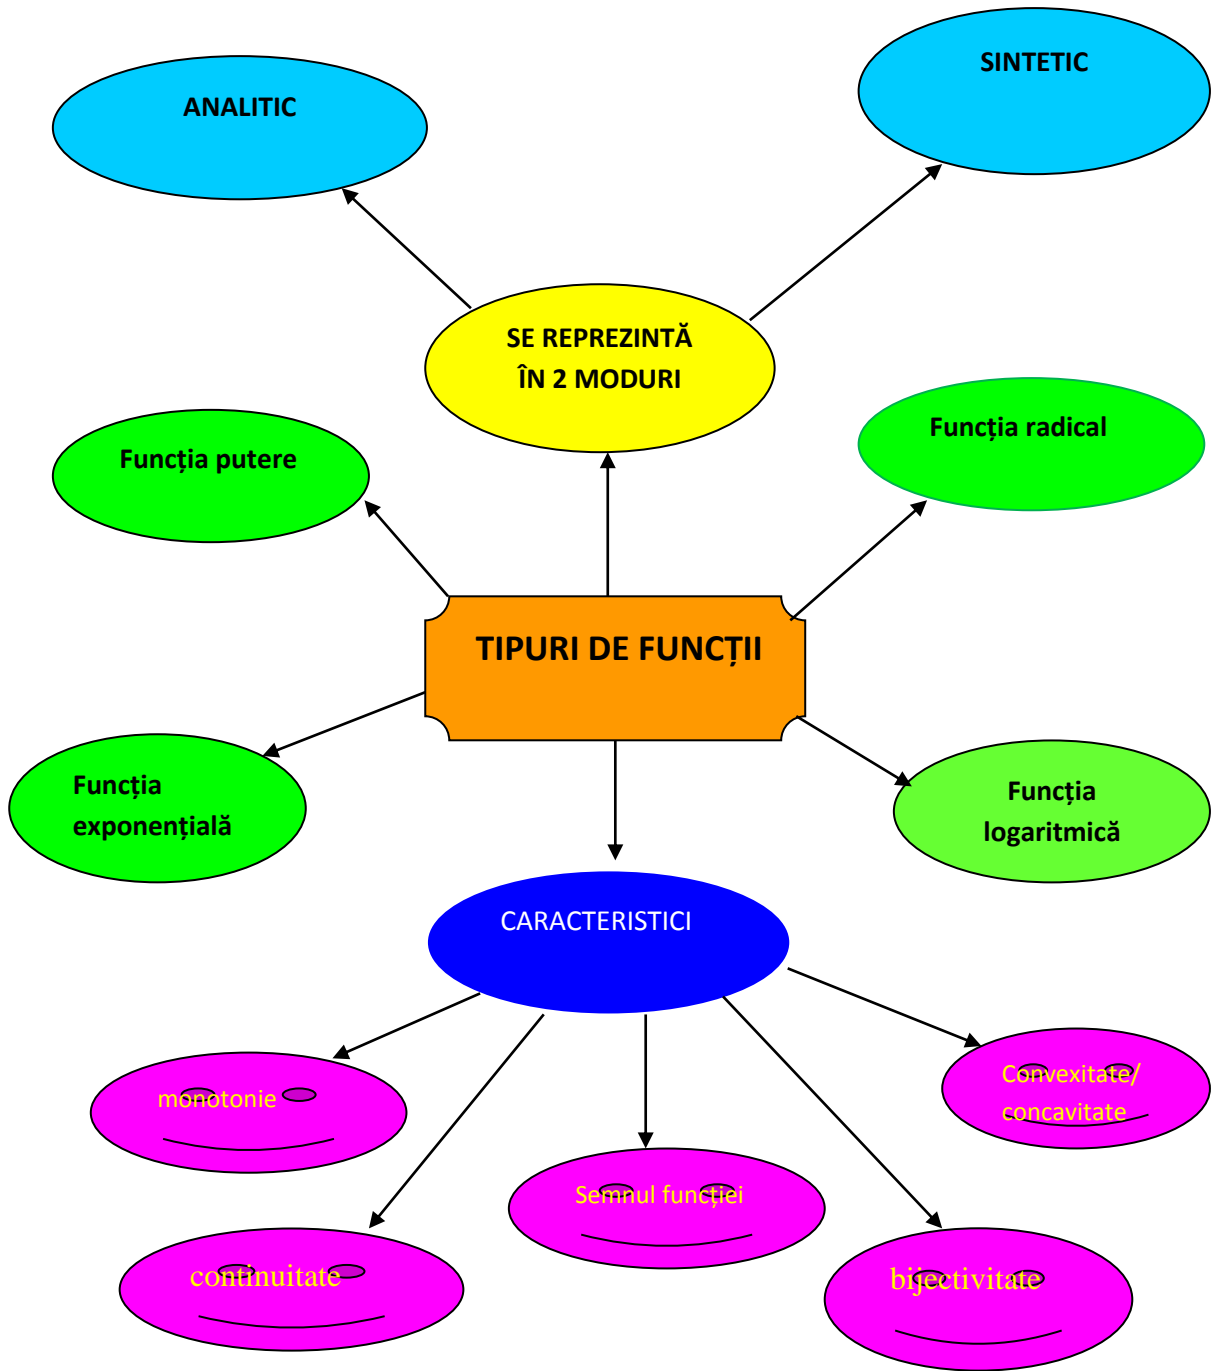 SINTETIC
ANALITIC
SE REPREZINTĂ
ÎN 2 MODURI
Funcția radical
Funcția putere
TIPURI DE FUNCȚII
Funcția
exponențială
Funcția
logaritmică
CARACTERISTICI
monotonie
Convexitate/
concavitate
Semnul funcției
continuitate
bijectivitate